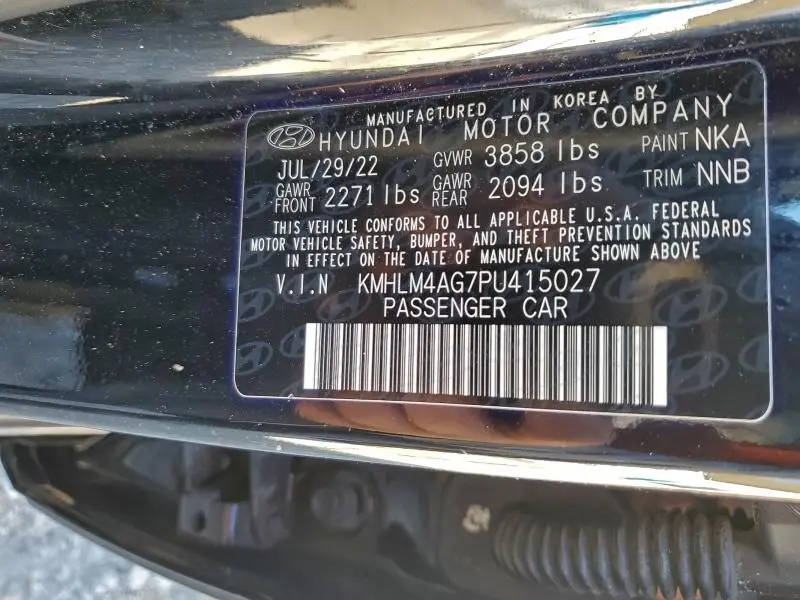 MANUFACTURED IN KOREA BY
HYUNDAI MOTOR COMPANY
JUL/29/22 GVWR 3858 lbs PAINT NKA
GAWR FRONT 2271 lbs GAWR REAR 2094 lbs TRIM NNB
THIS VEHICLE CONFORMS TO ALL APPLICABLE U.S.A. FEDERAL
MOTOR VEHICLE SAFETY, BUMPER, AND THEFT PREVENTION STANDARDS
IN EFFECT ON THE DATE OF MANUFACTURE SHOWN ABOVE
V.I.N KMHLM4AG7PU415027
PASSENGER CAR